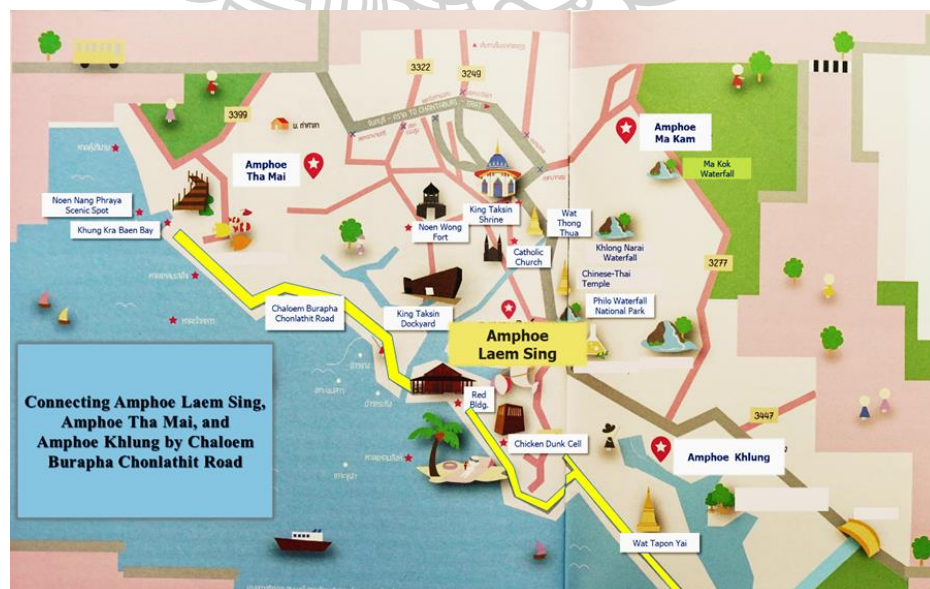 3322
3249
3399
Amphoe
Tha Mai
Amphoe
Ma Kam
Ma Kok
Waterfall
Noen Nang Phraya
Scenic Spot
Khung Kra Baen Bay
Noen Wong
Fort
King Taksin
Shrine
Wat
Thong
Thua
Catholic
Church
Khlong Narai
Waterfall
3277
Chinese-Thai
Temple
Chaloem Burapha
Chonlathit Road
King Taksin
Dockyard
Philo Waterfall
National Park
Amphoe
Laem Sing
Connecting Amphoe Laem Sing,
Amphoe Tha Mai, and
Amphoe Khlung by Chaloem
Burapha Chonlathit Road
Red
Bldg.
3447
Chicken Dunk Cell
Amphoe Khlung
Wat Tapon Yai